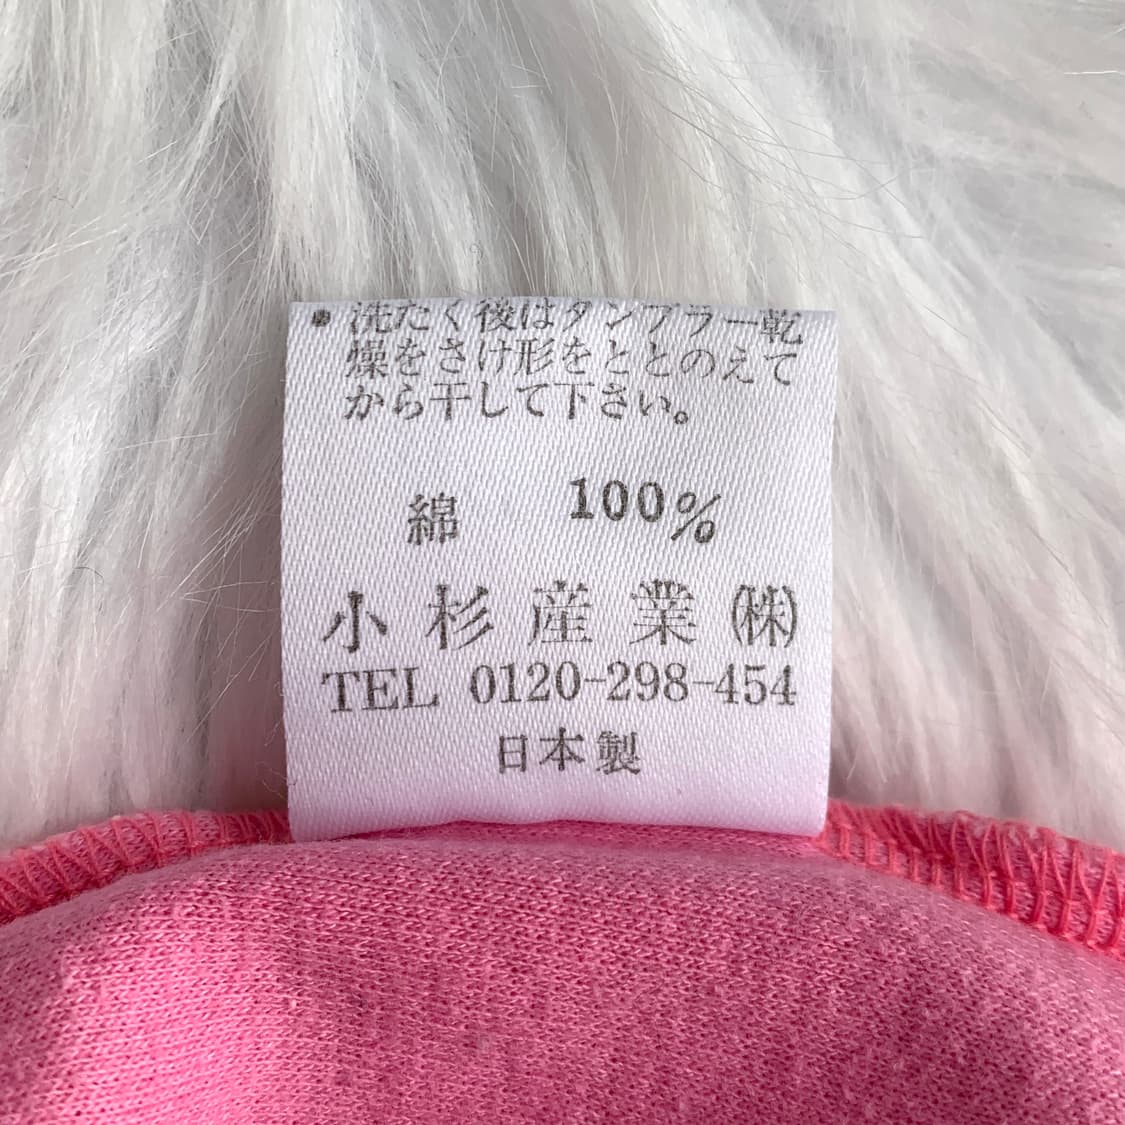 ・洗たく後はタンブラー乾
燥をさけ形をととのえて
から干して下さい。
綿 100%
小杉産業㈱
TEL 0120-298-454
日本製